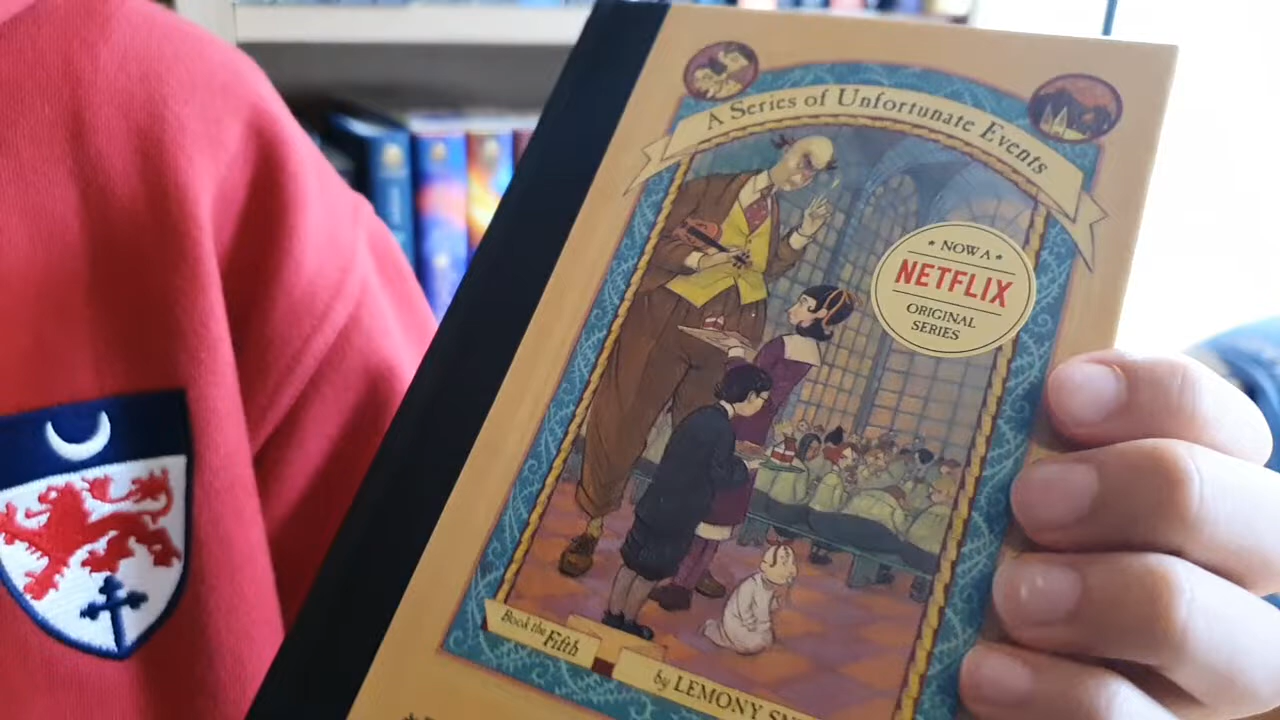 A Series of Unfortunate Events
NOW A
NETFLIX
ORIGINAL
SERIES
Book the Fifth
by LEMONY